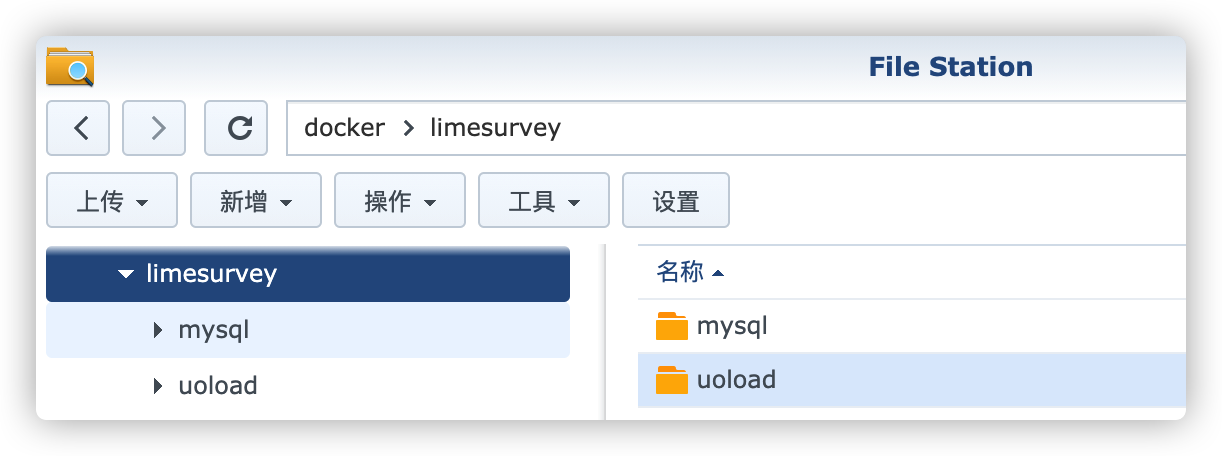 File Station
docker > limesurvey
上传 新增 操作 工具 设置
limesurvey
mysql
uoload
名称
mysql
uoload